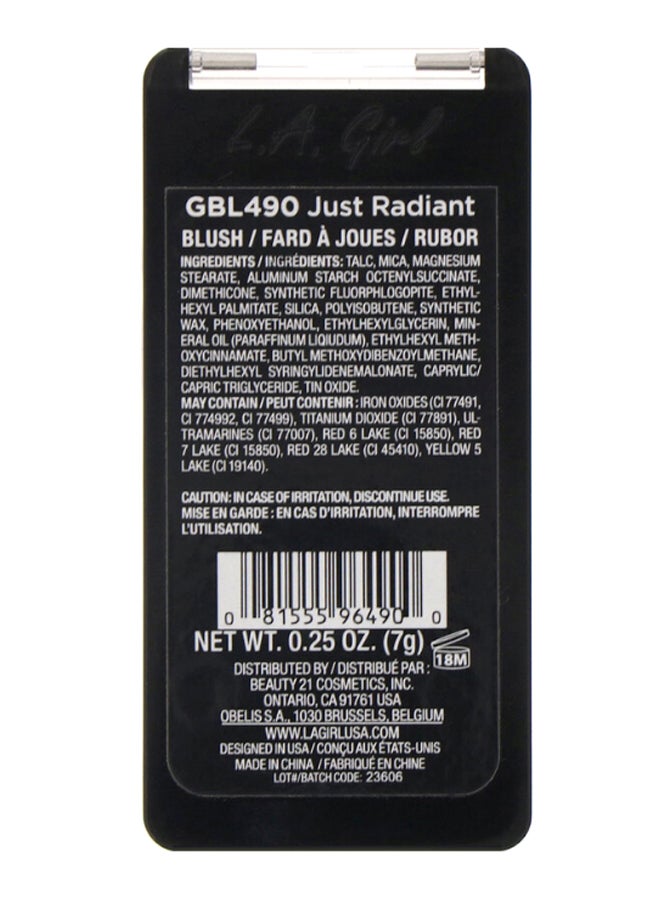 L.A. Girl
GBL490 Just Radiant
BLUSH / FARD À JOUES / RUBOR
INGREDIENTS / INGRÉDIENTS: TALC, MICA, MAGNESIUM
STEARATE, ALUMINUM STARCH OCTENYLSUCCINATE,
DIMETHICONE, SYNTHETIC FLUORPHLOGOPITE, ETHYL-
HEXYL PALMITATE, SILICA, POLYISOBUTENE, SYNTHETIC
WAX, PHENOXYETHANOL, ETHYLHEXYLGLYCERIN, MIN-
ERAL OIL (PARAFFINUM LIQIUDUM), ETHYLHEXYL METH-
OXYCINNAMATE, BUTYL METHOXYDIBENZOYLMETHANE,
DIETHYLHEXYL SYRINGYLIDENEMALONATE, CAPRYLIC/
CAPRIC TRIGLYCERIDE, TIN OXIDE.
MAY CONTAIN / PEUT CONTENIR : IRON OXIDES (CI 77491,
CI 774992, CI 77499), TITANIUM DIOXIDE (CI 77891), UL-
TRAMARINES (CI 77007), RED 6 LAKE (CI 15850), RED
7 LAKE (CI 15850), RED 28 LAKE (CI 45410), YELLOW 5
LAKE (CI 19140).
CAUTION: IN CASE OF IRRITATION, DISCONTINUE USE.
MISE EN GARDE : EN CAS D'IRRITATION, INTERROMPRE
L'UTILISATION.
0 81555 96490 0
NET WT. 0.25 OZ. (7g) 18M
DISTRIBUTED BY / DISTRIBUÉ PAR :
BEAUTY 21 COSMETICS, INC.
ONTARIO, CA 91761 USA
OBELIS S.A., 1030 BRUSSELS, BELGIUM
WWW.LAGIRLUSA.COM
DESIGNED IN USA / CONÇU AUX ÉTATS-UNIS
MADE IN CHINA / FABRIQUÉ EN CHINE
LOT#/BATCH CODE: 23606